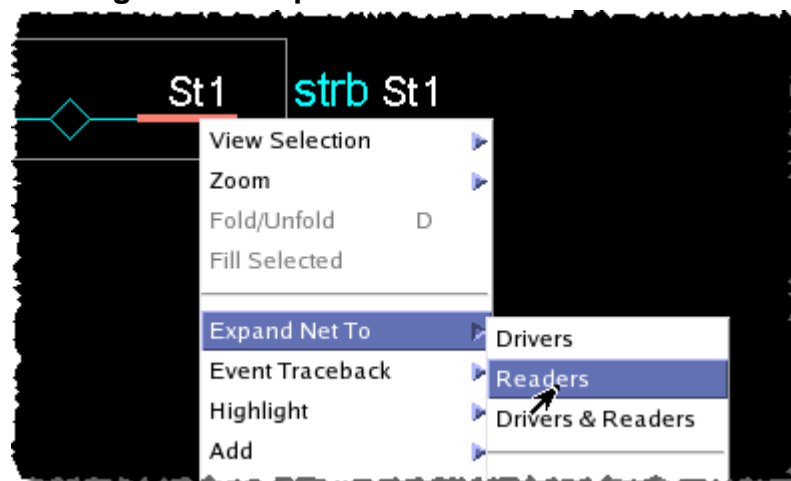 St1 strb St1
View Selection
Zoom
Fold/Unfold D
Fill Selected
Expand Net To
Event Traceback
Highlight
Add
Drivers
Readers
Drivers & Readers